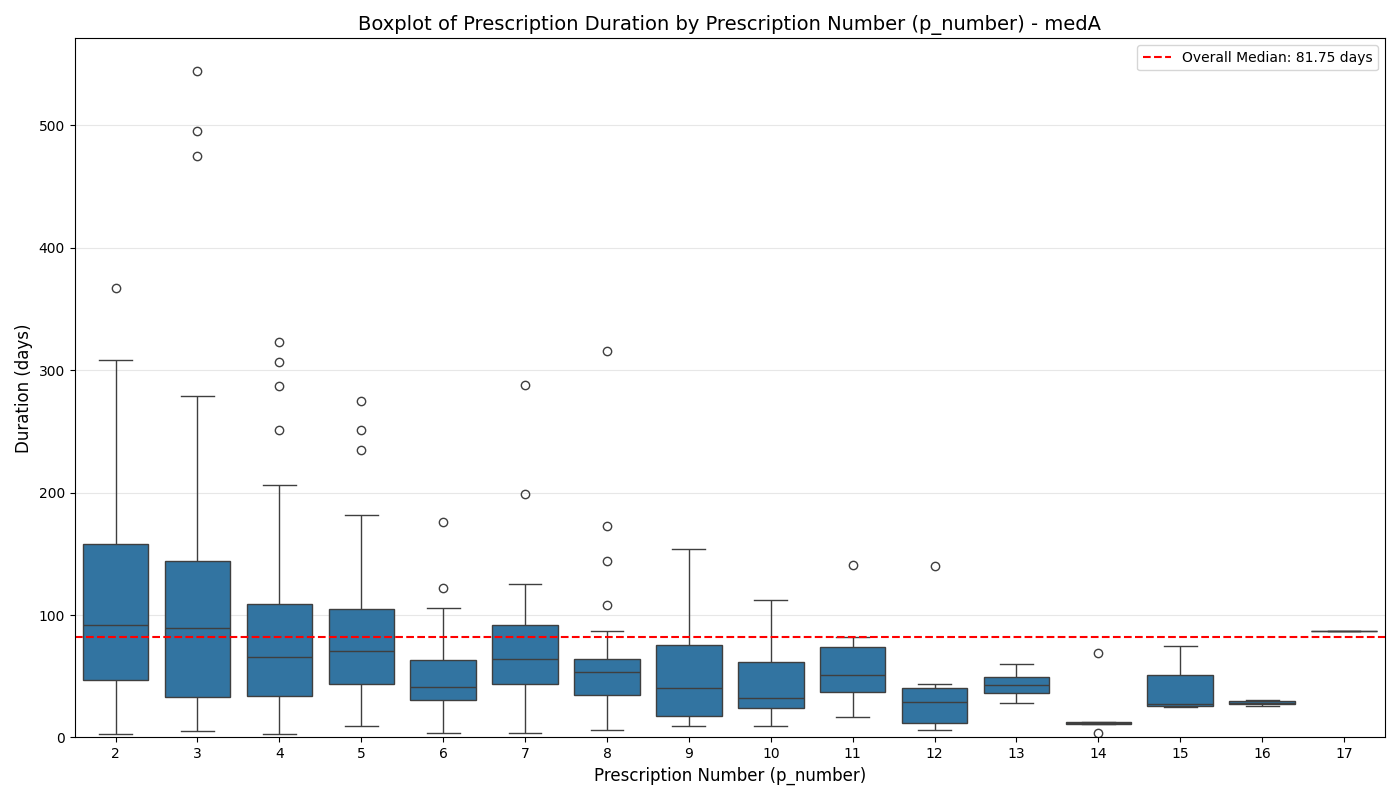 Boxplot of Prescription Duration by Prescription Number (p_number) - medA
Overall Median: 81.75 days
Duration (days)
500
400
300
200
100
0
2 3 4 5 6 7 8 9 10 11 12 13 14 15 16 17
Prescription Number (p_number)